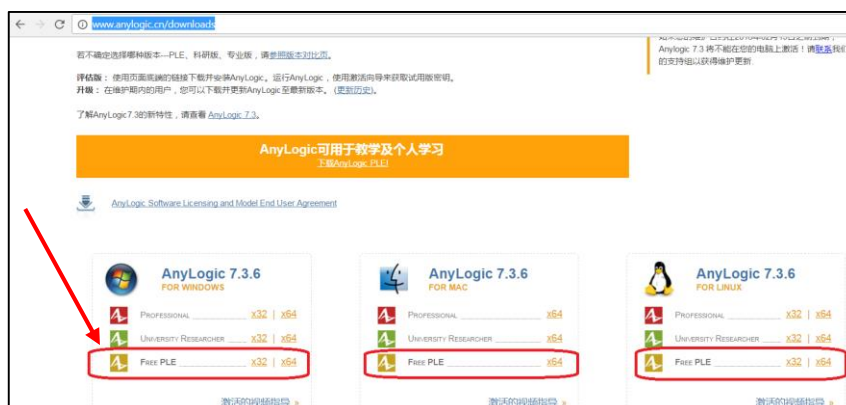 www.anylogic.cn/downloads
若不确定选择哪种版本---PLE、科研版、专业版，请参照版本对比页。
评估版： 使用页面底端的链接下载并安装AnyLogic。运行AnyLogic，使用激活向导来获取试用版密钥。
升级： 在维护期内的用户，您可以下载并更新AnyLogic至最新版本。 (更新历史)。
了解AnyLogic7.3的新特性，请查看 AnyLogic 7.3。
Anylogic 7.3 将不能在您的电脑上激活！请联系我们
的支持组以获得维护更新.
AnyLogic可用于教学及个人学习
下载AnyLogic PLE!
AnyLogic Software Licensing and Model End User Agreement
AnyLogic 7.3.6
FOR WINDOWS
PROFESSIONAL x32 | x64
UNIVERSITY RESEARCHER x32 | x64
FREE PLE x32 | x64
激活的视频指导 »
AnyLogic 7.3.6
FOR MAC
PROFESSIONAL x64
UNIVERSITY RESEARCHER x64
FREE PLE x64
激活的视频指导 »
AnyLogic 7.3.6
FOR LINUX
PROFESSIONAL x32 | x64
UNIVERSITY RESEARCHER x32 | x64
FREE PLE x32 | x64
激活的视频指导 »